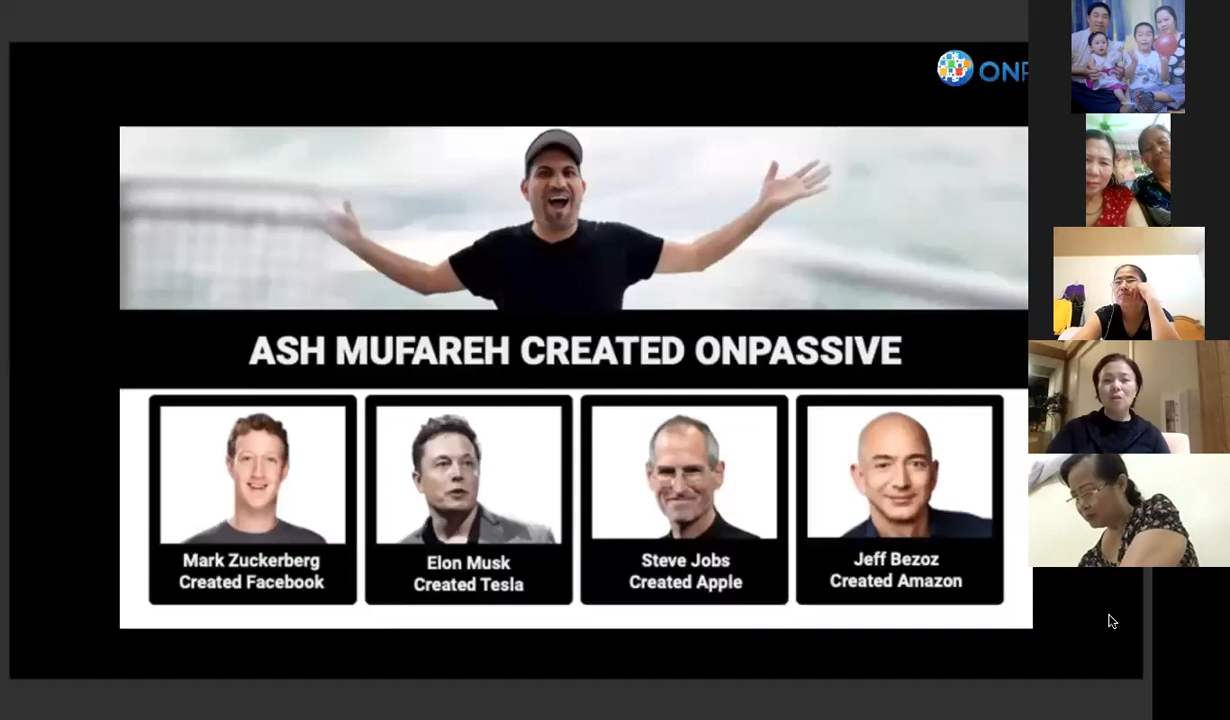 ONP
ASH MUFAREH CREATED ONPASSIVE
Mark Zuckerberg
Created Facebook
Elon Musk
Created Tesla
Steve Jobs
Created Apple
Jeff Bezoz
Created Amazon